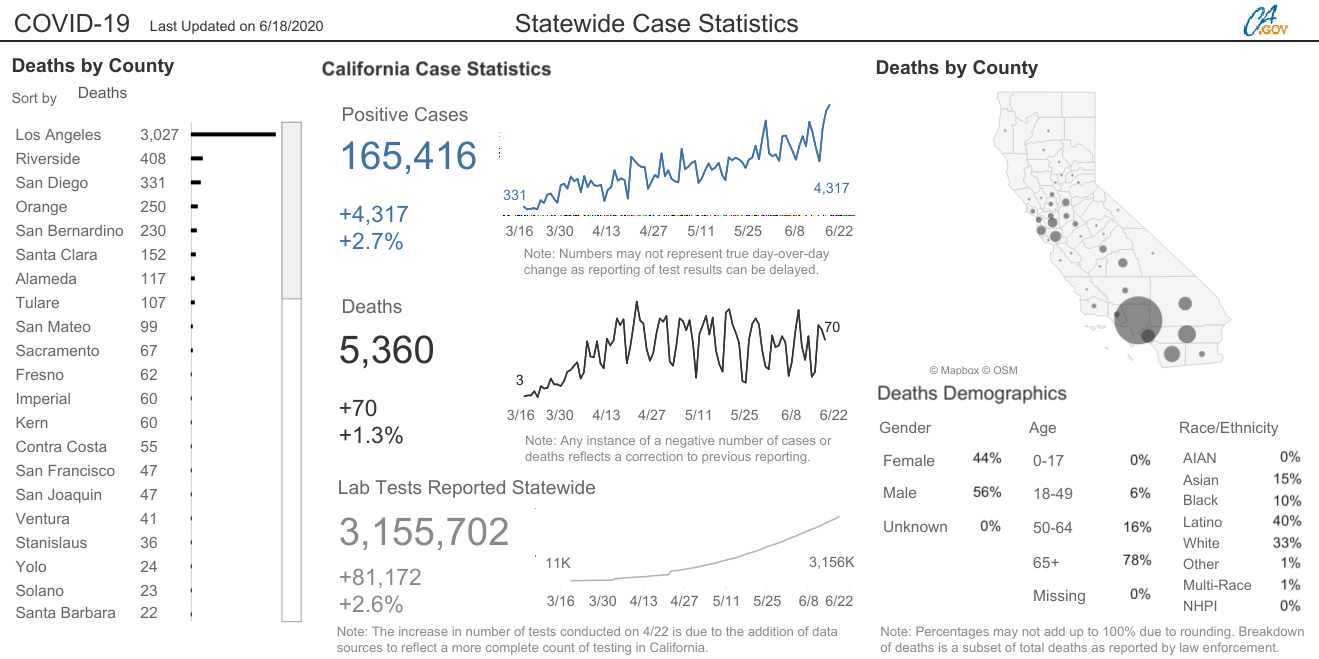 COVID-19 Last Updated on 6/18/2020 Statewide Case Statistics CA .GOV
Deaths by County
Sort by Deaths
Los Angeles 3,027
Riverside 408
San Diego 331
Orange 250
San Bernardino 230
Santa Clara 152
Alameda 117
Tulare 107
San Mateo 99
Sacramento 67
Fresno 62
Imperial 60
Kern 60
Contra Costa 55
San Francisco 47
San Joaquin 47
Ventura 41
Stanislaus 36
Yolo 24
Solano 23
Santa Barbara 22
California Case Statistics
Positive Cases
165,416
+4,317
+2.7%
331
4,317
3/16 3/30 4/13 4/27 5/11 5/25 6/8 6/22
Note: Numbers may not represent true day-over-day
change as reporting of test results can be delayed.
Deaths
5,360
+70
+1.3%
3
70
3/16 3/30 4/13 4/27 5/11 5/25 6/8 6/22
Note: Any instance of a negative number of cases or
deaths reflects a correction to previous reporting.
Lab Tests Reported Statewide
3,155,702
+81,172
+2.6%
11K
3,156K
3/16 3/30 4/13 4/27 5/11 5/25 6/8 6/22
Note: The increase in number of tests conducted on 4/22 is due to the addition of data
sources to reflect a more complete count of testing in California.
Deaths by County
© Mapbox © OSM
Deaths Demographics
Gender
Female 44%
Male 56%
Unknown 0%
Age
0-17 0%
18-49 6%
50-64 16%
65+ 78%
Missing 0%
Race/Ethnicity
AIAN 0%
Asian 15%
Black 10%
Latino 40%
White 33%
Other 1%
Multi-Race 1%
NHPI 0%
Note: Percentages may not add up to 100% due to rounding. Breakdown
of deaths is a subset of total deaths as reported by law enforcement.